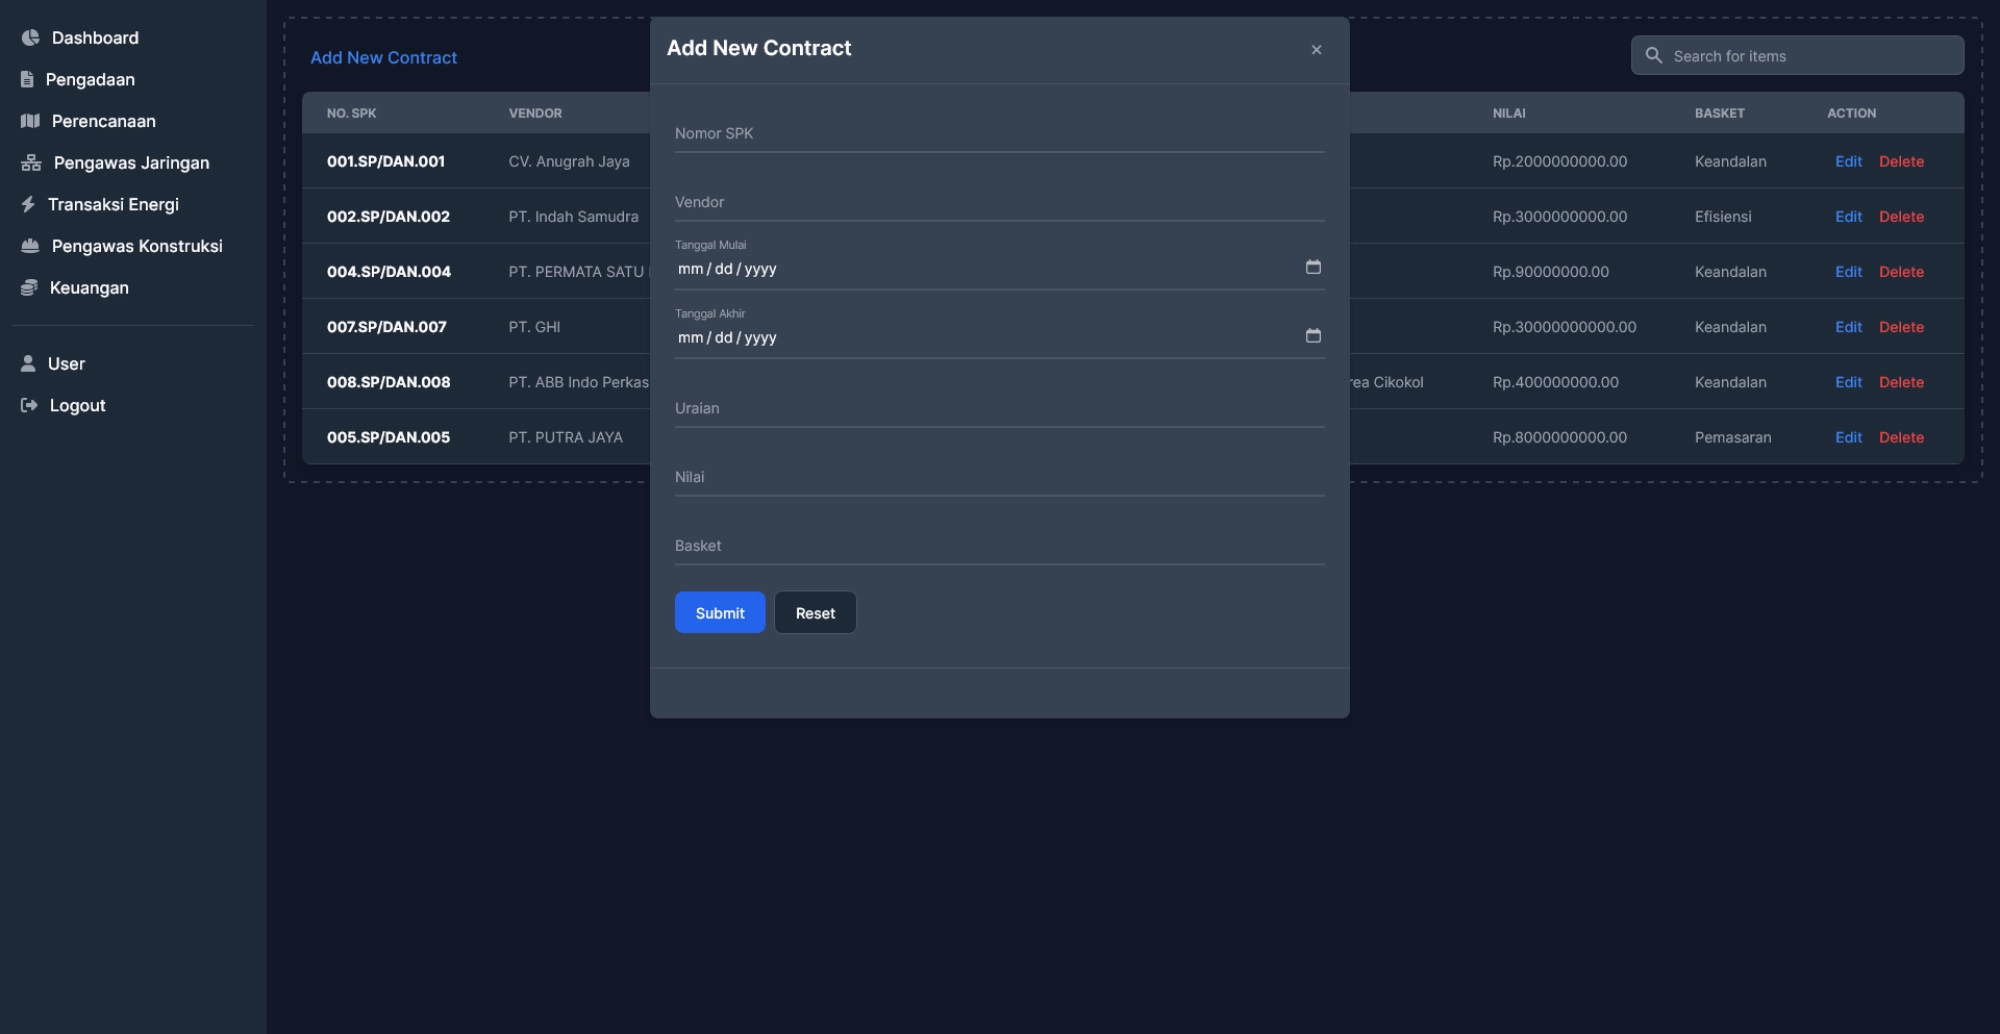 Dashboard
Pengadaan
Perencanaan
Pengawas Jaringan
Transaksi Energi
Pengawas Konstruksi
Keuangan
User
Logout
Add New Contract
Search for items
NO. SPK VENDOR NILAI BASKET ACTION
001.SP/DAN.001 CV. Anugrah Jaya Rp.2000000000.00 Keandalan Edit Delete
002.SP/DAN.002 PT. Indah Samudra Rp.3000000000.00 Efisiensi Edit Delete
004.SP/DAN.004 PT. PERMATA SATU Rp.90000000.00 Keandalan Edit Delete
007.SP/DAN.007 PT. GHI Rp.30000000000.00 Keandalan Edit Delete
008.SP/DAN.008 PT. ABB Indo Perkas rea Cikokol Rp.400000000.00 Keandalan Edit Delete
005.SP/DAN.005 PT. PUTRA JAYA Rp.8000000000.00 Pemasaran Edit Delete
Add New Contract ×
Nomor SPK
Vendor
Tanggal Mulai
mm/dd/yyyy
Tanggal Akhir
mm/dd/yyyy
Uraian
Nilai
Basket
Submit Reset